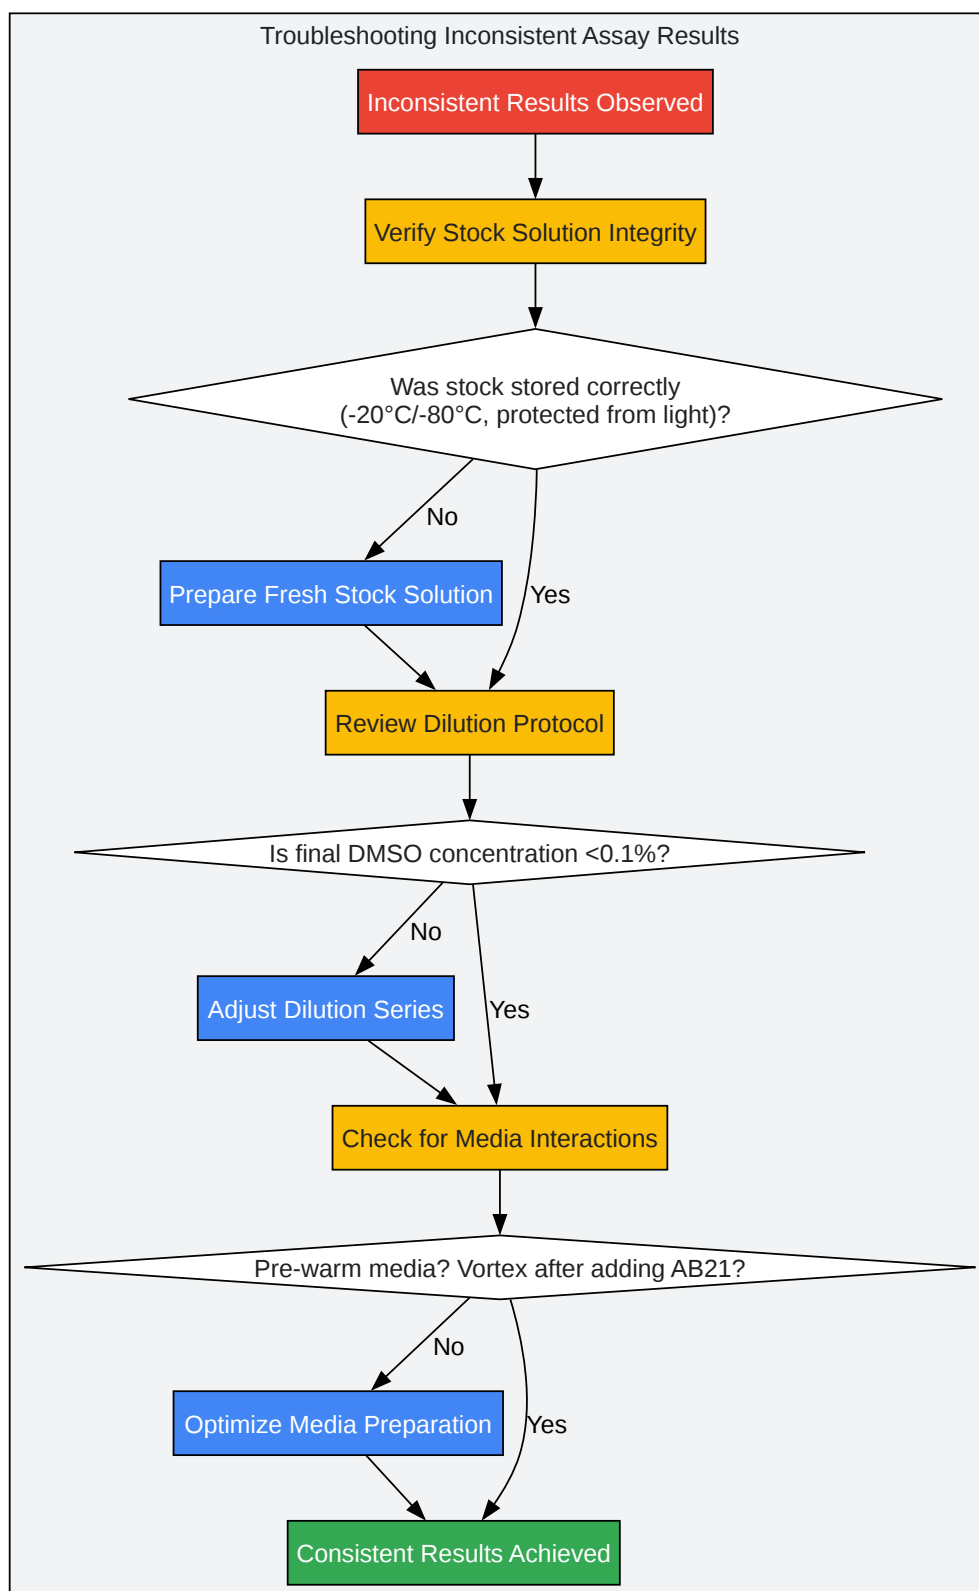 Troubleshooting Inconsistent Assay Results
Inconsistent Results Observed
Verify Stock Solution Integrity
Was stock stored correctly
(-20°C/-80°C, protected from light)?
No
Prepare Fresh Stock Solution
Yes
Review Dilution Protocol
Is final DMSO concentration <0.1%?
No
Adjust Dilution Series
Yes
Check for Media Interactions
Pre-warm media? Vortex after adding AB21?
No
Optimize Media Preparation
Yes
Consistent Results Achieved